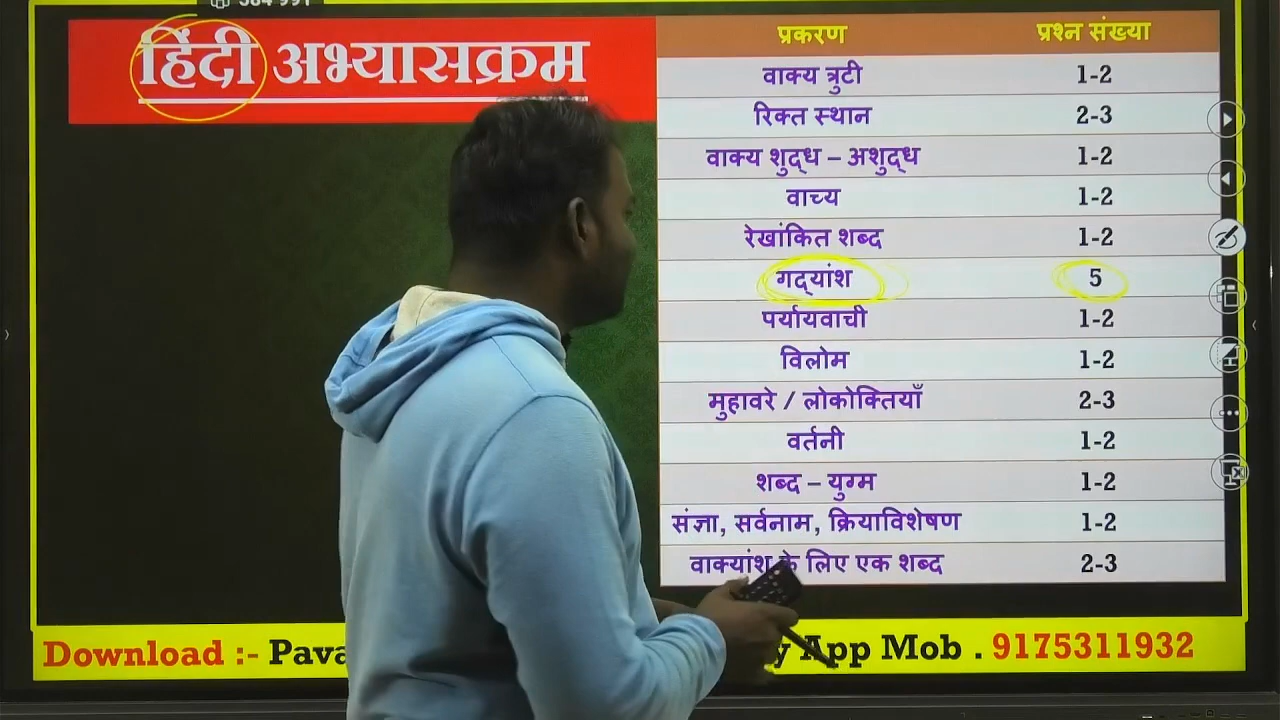 584 991
हिंदी अभ्यासक्रम
प्रकरण प्रश्न संख्या
वाक्य त्रुटी 1-2
रिक्त स्थान 2-3
वाक्य शुद्ध – अशुद्ध 1-2
वाच्य 1-2
रेखांकित शब्द 1-2
गद्यांश 5
पर्यायवाची 1-2
विलोम 1-2
मुहावरे / लोकोक्तियाँ 2-3
वर्तनी 1-2
शब्द – युग्म 1-2
संज्ञा, सर्वनाम, क्रियाविशेषण 1-2
वाक्यांश के लिए एक शब्द 2-3
Download :- Pava App Mob . 9175311932